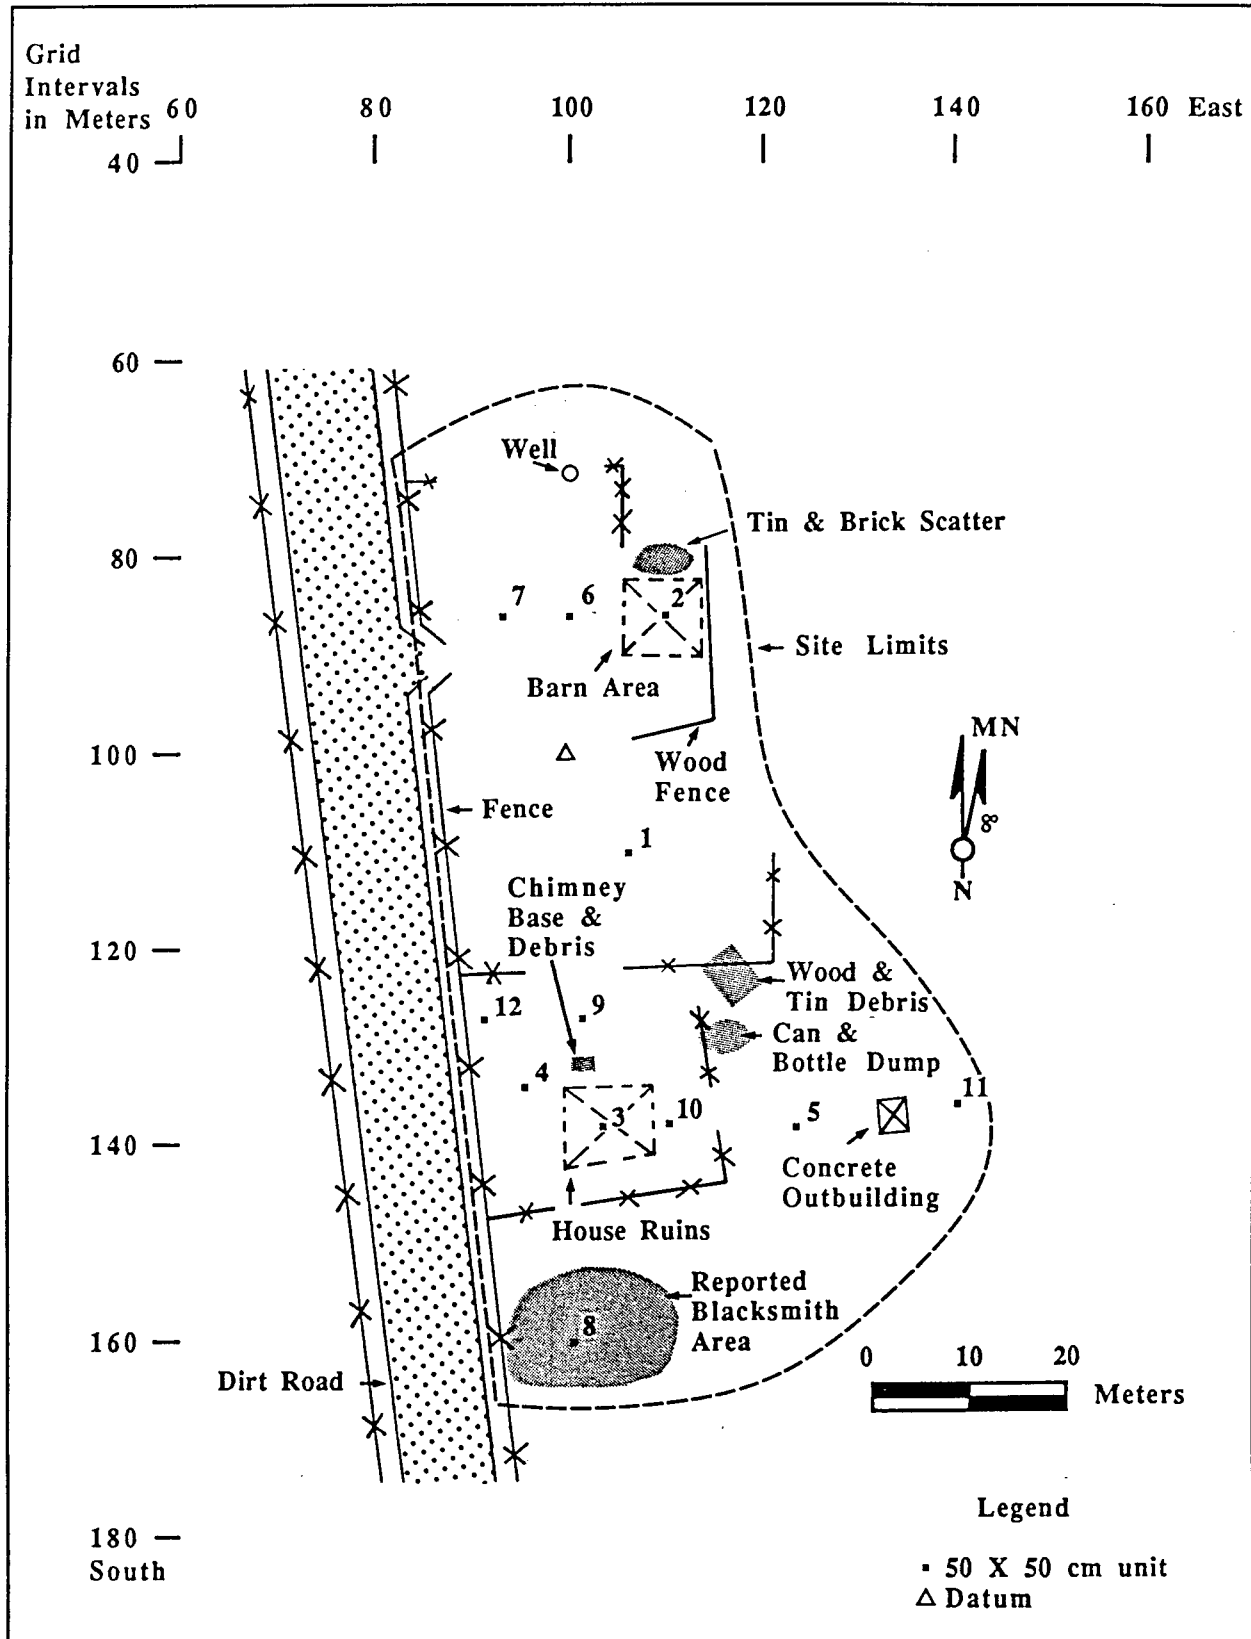 Grid
Intervals
in Meters 60 80 100 120 140 160 East
40
60
Well
Tin & Brick Scatter
80
7 6 2
Site Limits
Barn Area
MN
100
Wood
Fence
Fence
8°
1
Chimney
Base &
Debris
N
120
Wood &
Tin Debris
12 9
Can &
Bottle Dump
4
11
3 10 5
140
Concrete
Outbuilding
House Ruins
Reported
Blacksmith
Area
8
160
0 10 20
Meters
Dirt Road
Legend
180
South
50 X 50 cm unit
Datum